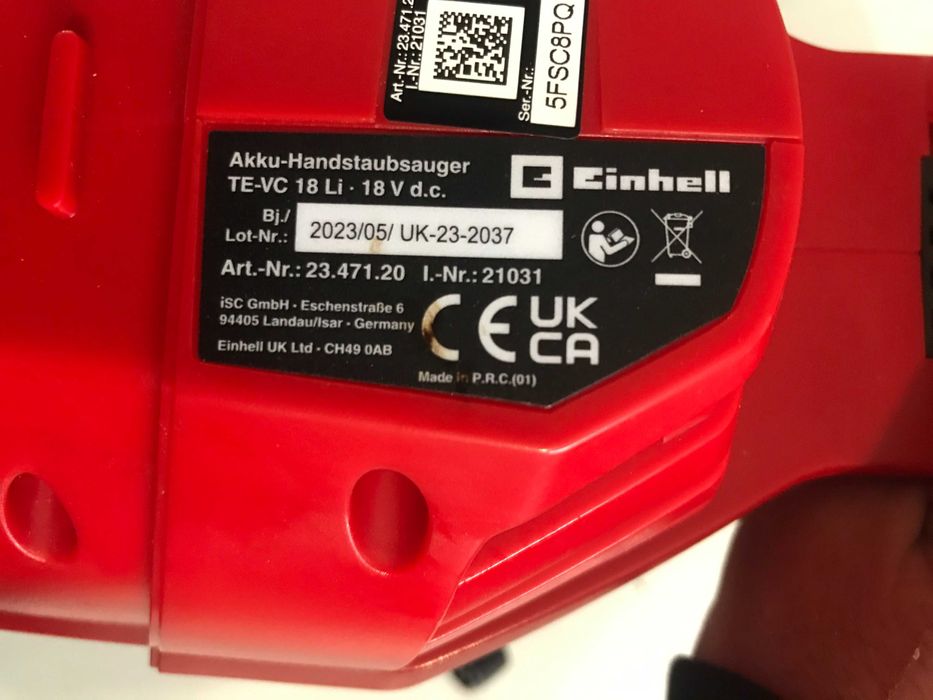 Art.-Nr.: 23.471.2
I.-Nr.: 21031
Ser.-Nr.:
5FSC8PQ
Akku-Handstaubsauger
TE-VC 18 Li · 18 V d.c.
Einhell
Bj./
Lot-Nr.: 2023/05/ UK-23-2037
Art.-Nr.: 23.471.20 I.-Nr.: 21031
iSC GmbH · Eschenstraße 6
94405 Landau/Isar · Germany
Einhell UK Ltd · CH49 0AB
CE
UK
CA
Made in P.R.C.(01)